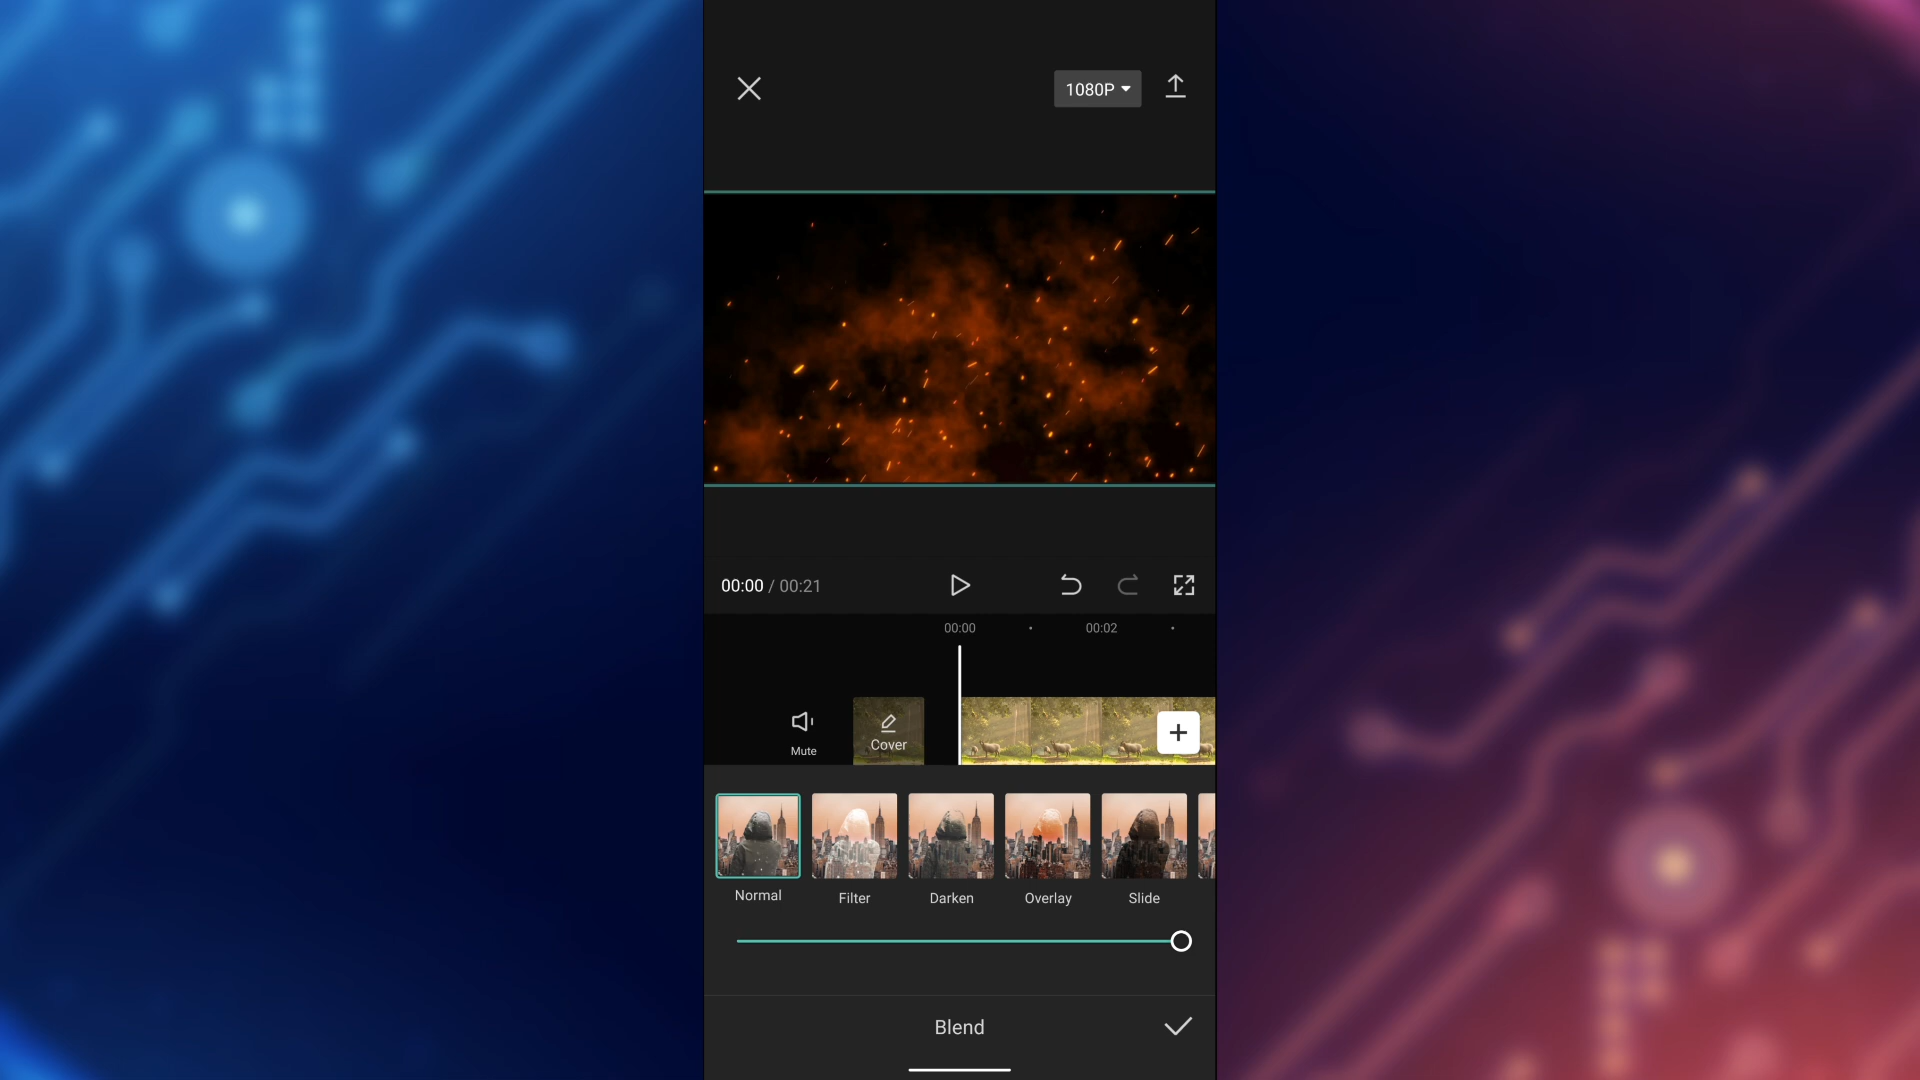 1080P
00:00 / 00:21
00:00
00:02
Mute
Cover
Normal
Filter
Darken
Overlay
Slide
Blend